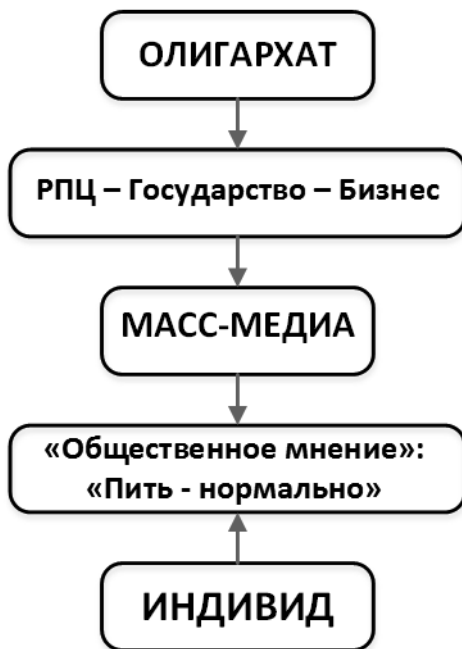 ОЛИГАРХАТ
РПЦ – Государство – Бизнес
МАСС-МЕДИА
«Общественное мнение»:
«Пить - нормально»
ИНДИВИД